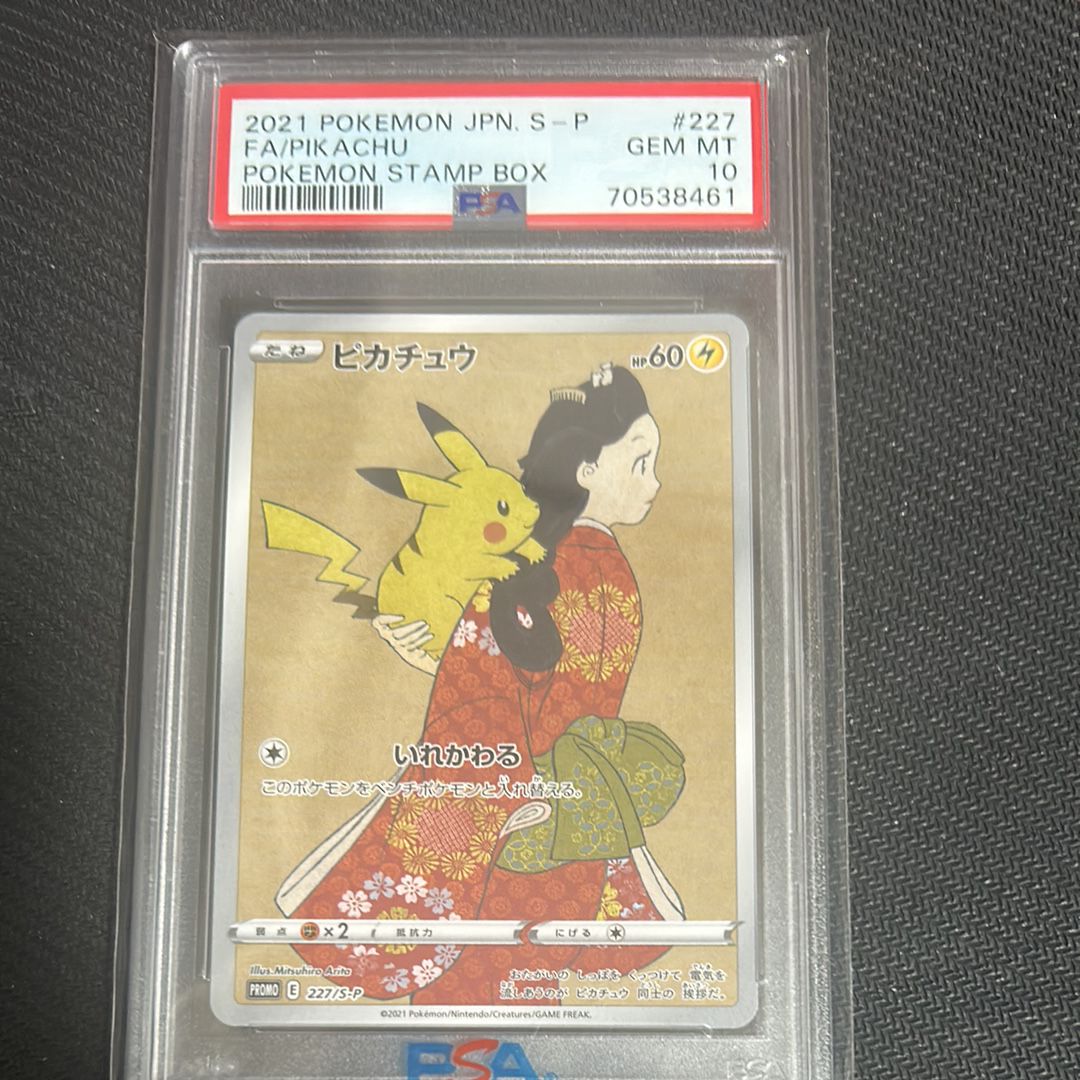 2021 POKEMON JPN. S-P #227
FA/PIKACHU GEM MT
POKEMON STAMP BOX 10
PSA 70538461
たね ピカチュウ HP60
いれかわる
このポケモンをベンチポケモンと入れ替える。
弱点 ×2 抵抗力 にげる
Illus. Mitsuhiro Arita
おたがいの しっぽを くっつけて 電気を
PROMO E 227/S-P 流しあうのが ピカチュウ 同士の 挨拶だ。
©2021 Pokémon/Nintendo/Creatures/GAME FREAK.
PSA